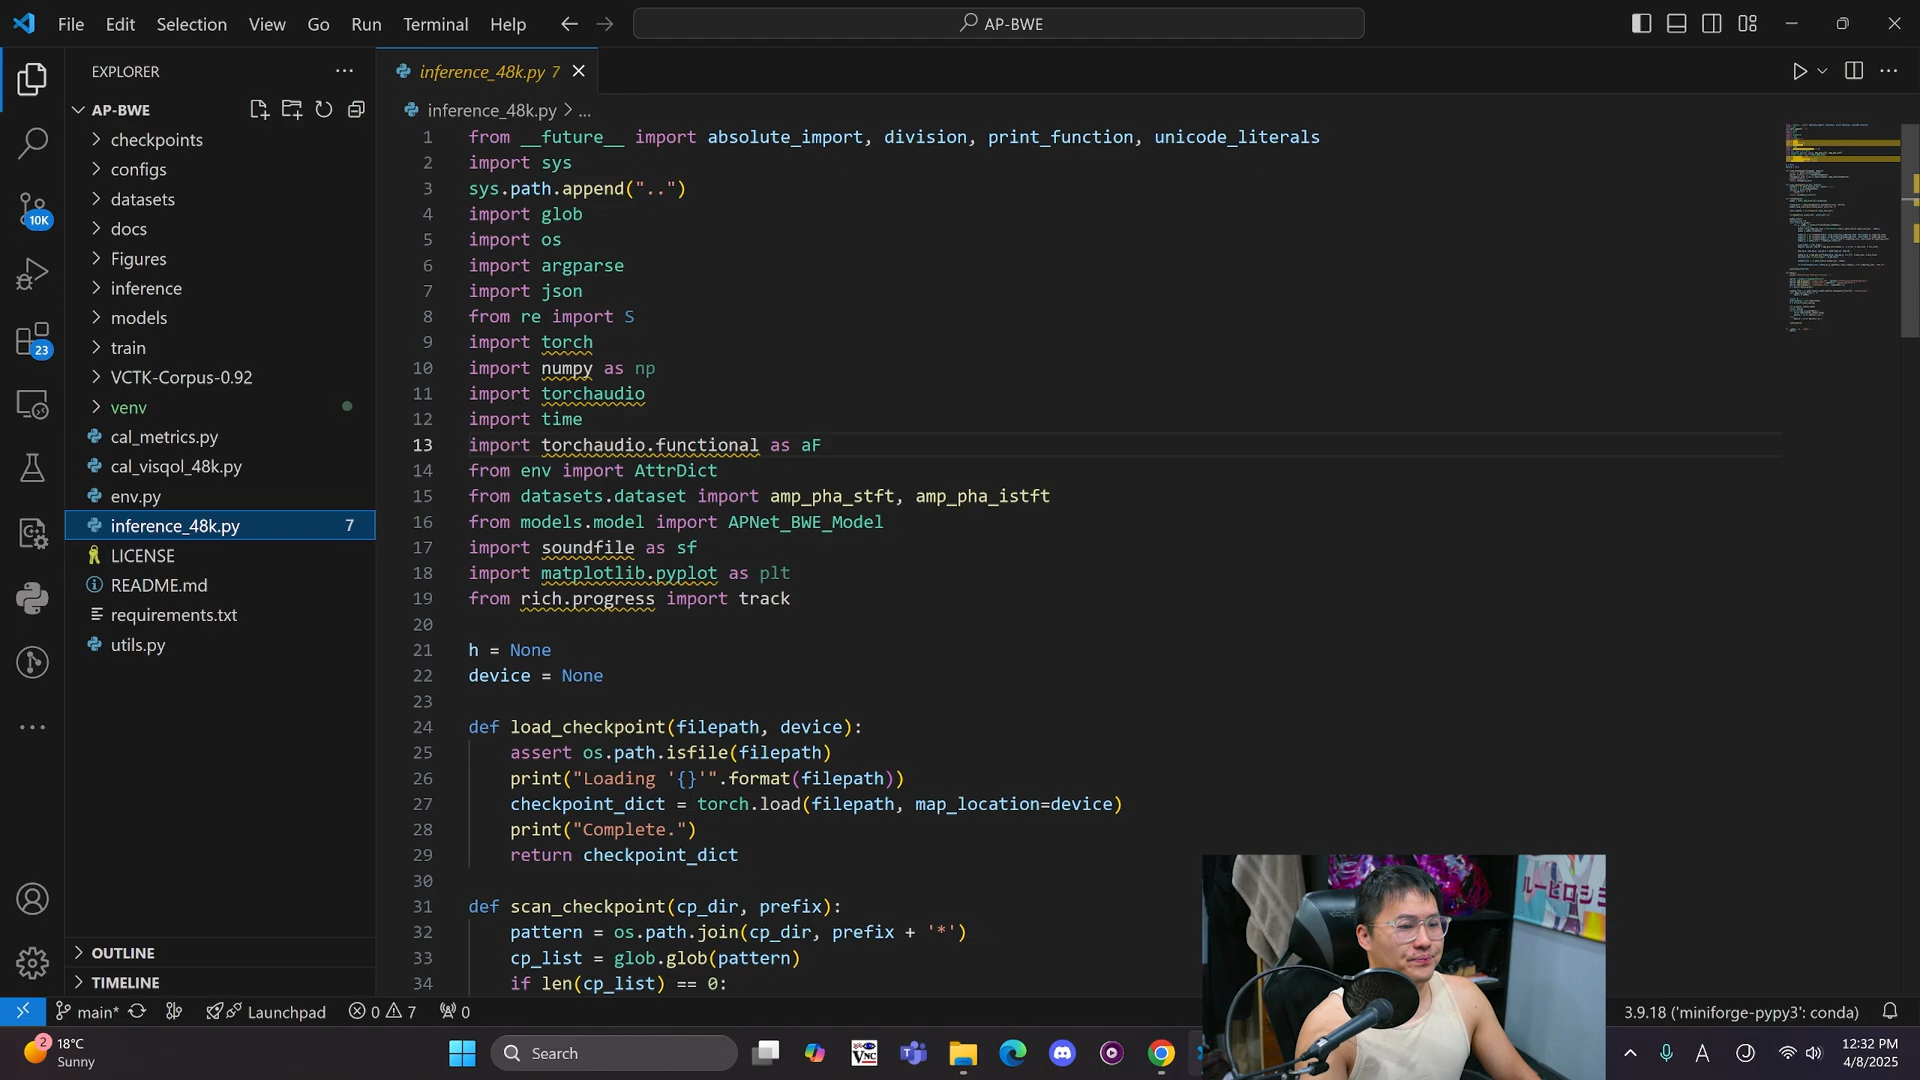 File Edit Selection View Go Run Terminal Help
AP-BWE
EXPLORER
AP-BWE
checkpoints
configs
datasets
docs
Figures
inference
models
train
VCTK-Corpus-0.92
venv
cal_metrics.py
cal_visqol_48k.py
env.py
inference_48k.py 7
LICENSE
README.md
requirements.txt
utils.py
OUTLINE
TIMELINE
10K
23
inference_48k.py 7
inference_48k.py > ...
1 from __future__ import absolute_import, division, print_function, unicode_literals
2 import sys
3 sys.path.append("..")
4 import glob
5 import os
6 import argparse
7 import json
8 from re import S
9 import torch
10 import numpy as np
11 import torchaudio
12 import time
13 import torchaudio.functional as aF
14 from env import AttrDict
15 from datasets.dataset import amp_pha_stft, amp_pha_istft
16 from models.model import APNet_BWE_Model
17 import soundfile as sf
18 import matplotlib.pyplot as plt
19 from rich.progress import track
20
21 h = None
22 device = None
23
24 def load_checkpoint(filepath, device):
25 assert os.path.isfile(filepath)
26 print("Loading '{}'".format(filepath))
27 checkpoint_dict = torch.load(filepath, map_location=device)
28 print("Complete.")
29 return checkpoint_dict
30
31 def scan_checkpoint(cp_dir, prefix):
32 pattern = os.path.join(cp_dir, prefix + '*')
33 cp_list = glob.glob(pattern)
34 if len(cp_list) == 0:
ルービロシ
main* Launchpad 0 7 0
3.9.18 ('miniforge-pypy3': conda)
2
18°C
Sunny
Search
VNC
A
12:32 PM
4/8/2025